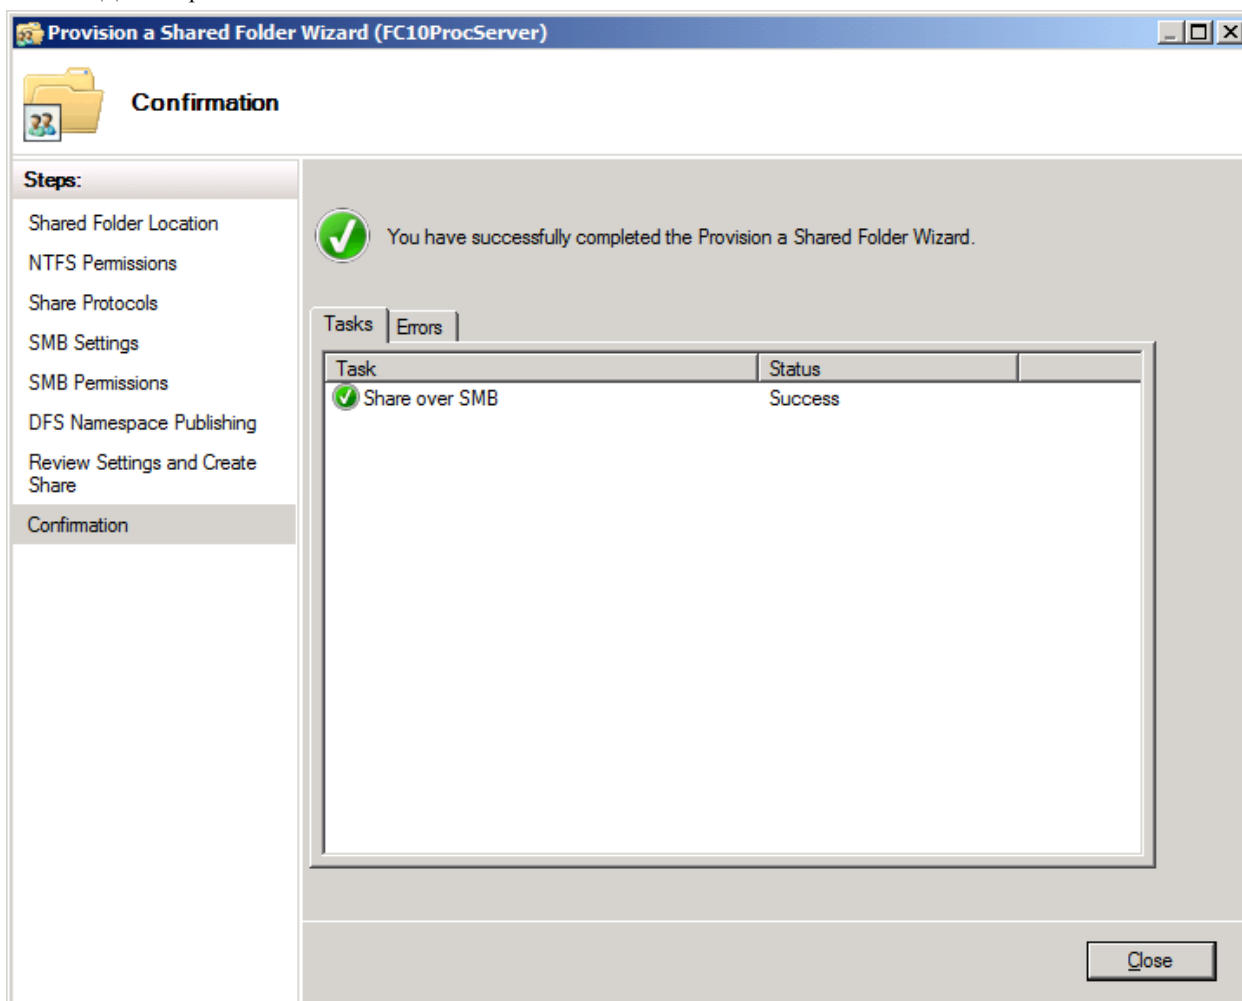 Provision a Shared Folder Wizard (FC10ProcServer)
Confirmation
Steps:
Shared Folder Location
NTFS Permissions
Share Protocols
SMB Settings
SMB Permissions
DFS Namespace Publishing
Review Settings and Create
Share
Confirmation
You have successfully completed the Provision a Shared Folder Wizard.
Tasks Errors
Task Status
Share over SMB Success
Close